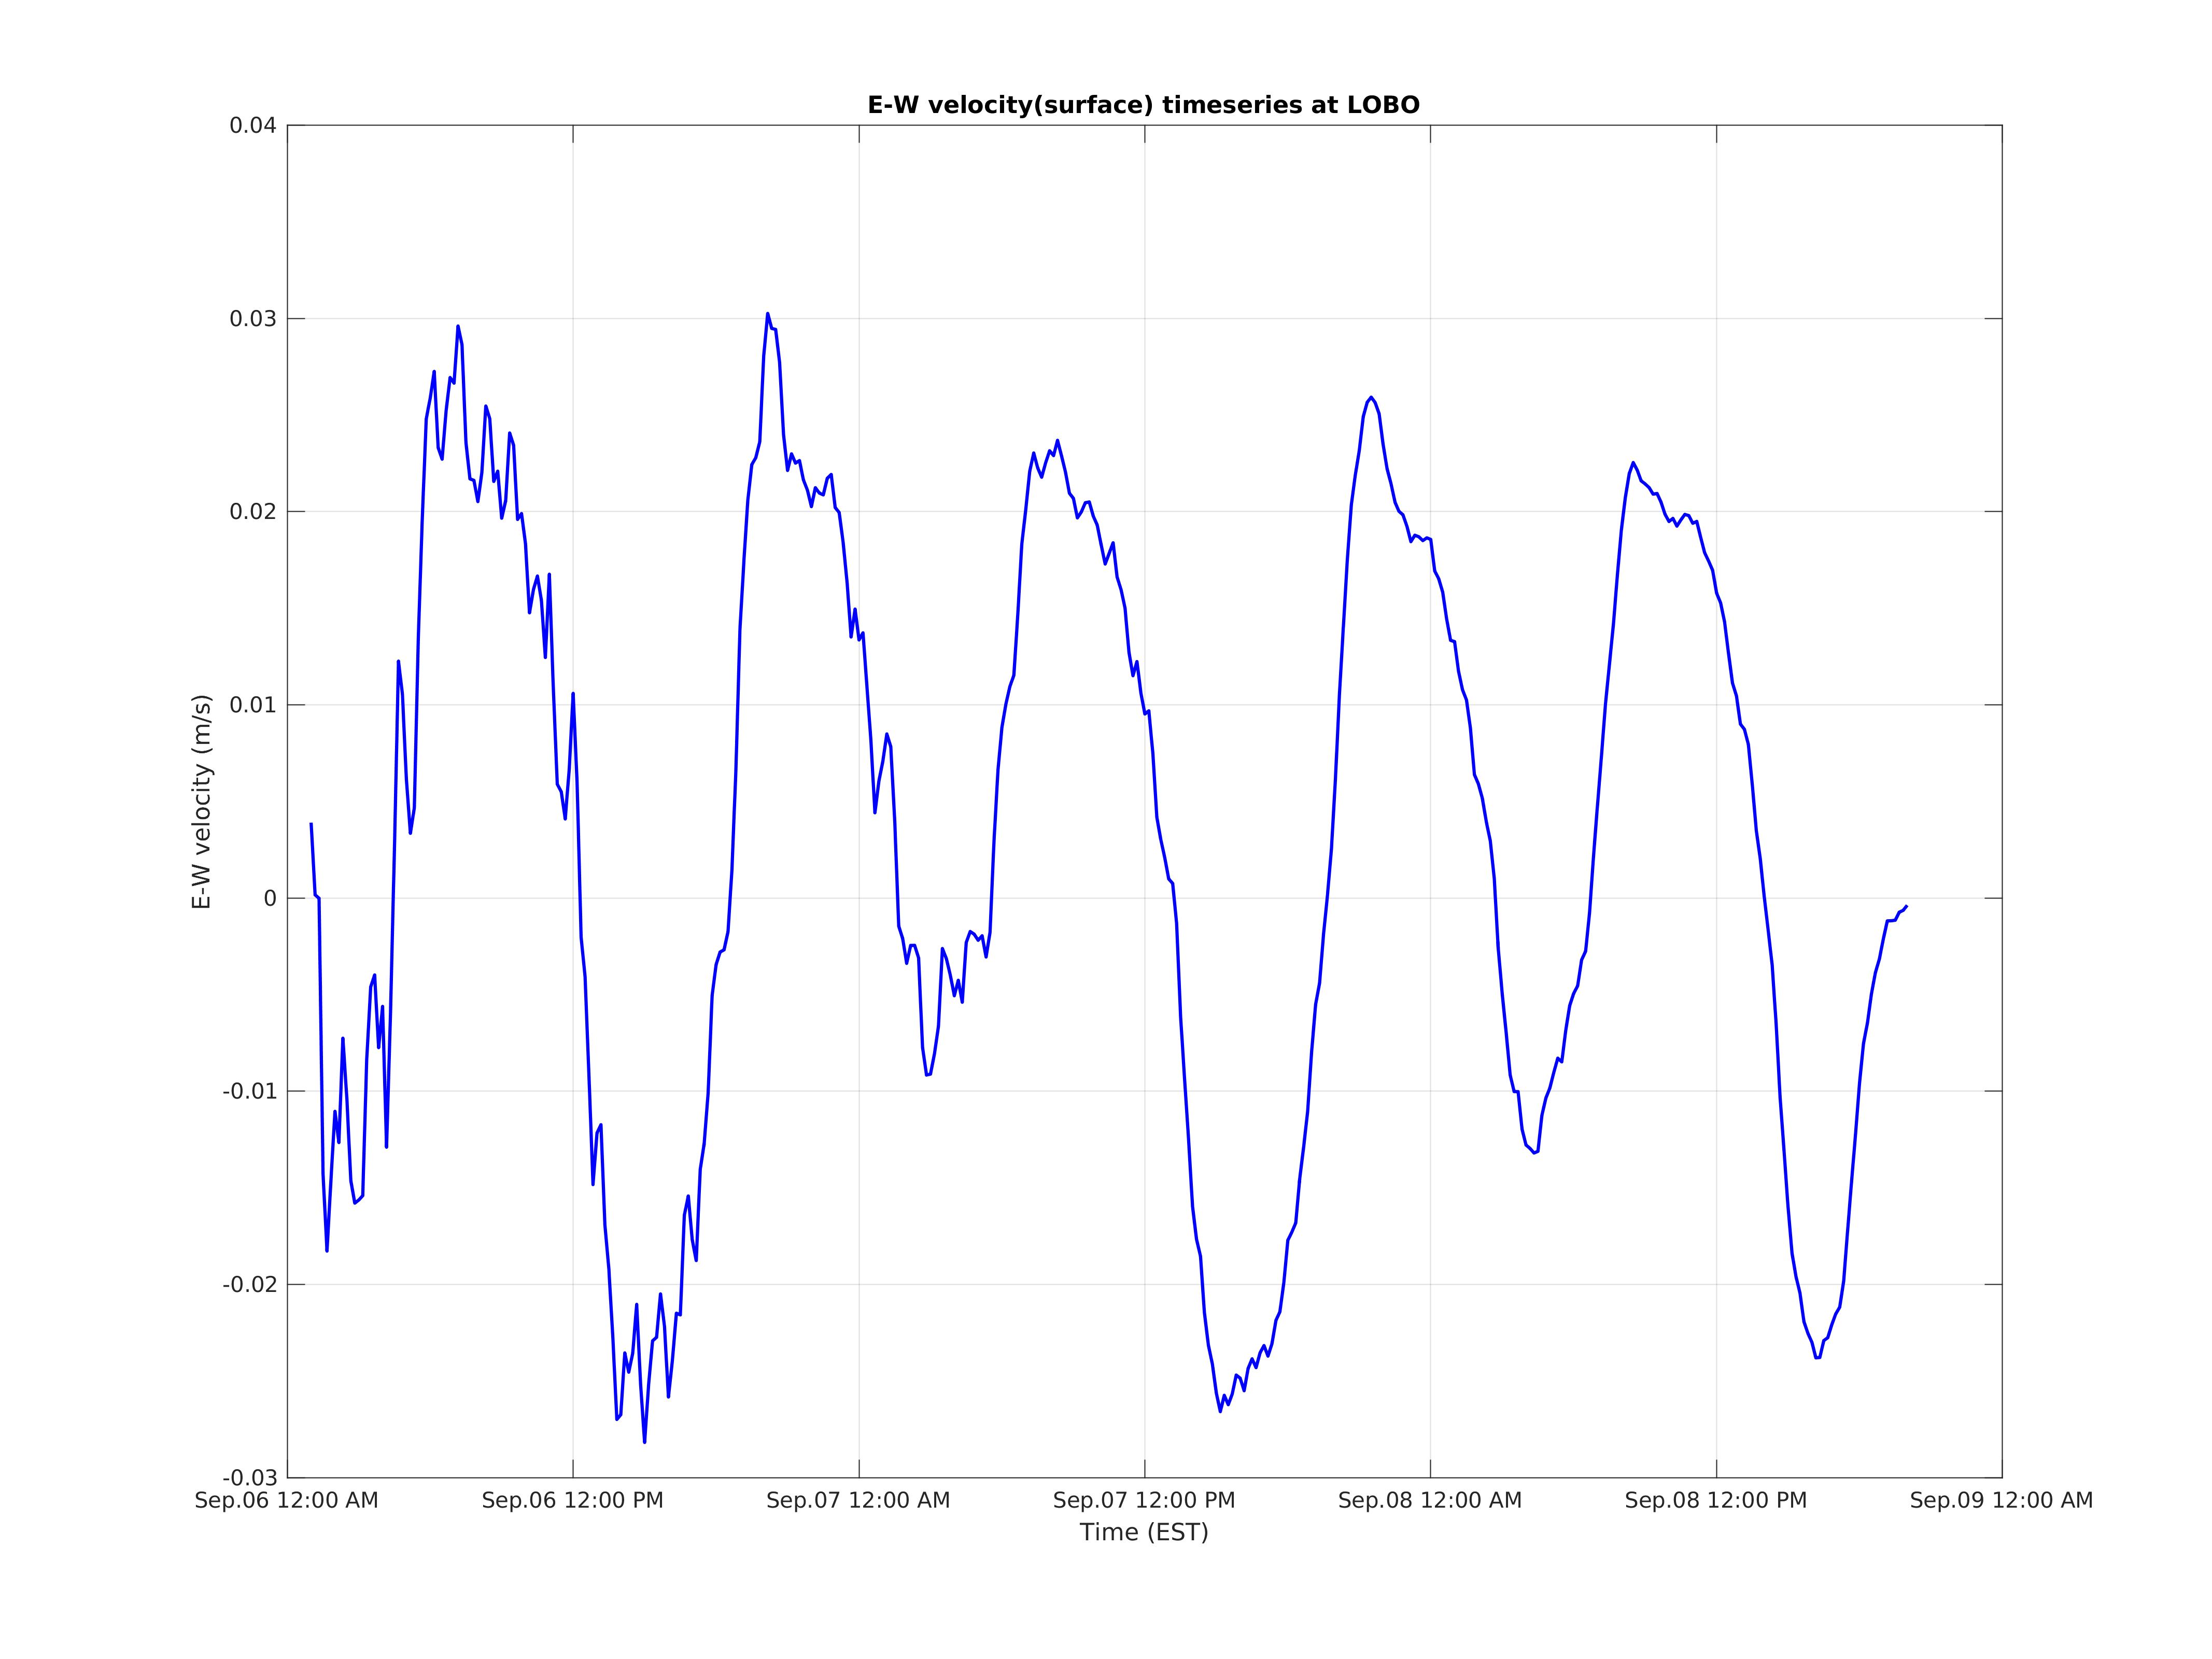 E-W velocity(surface) timeseries at LOBO
0.04
0.03
0.02
0.01
0
-0.01
-0.02
-0.03
E-W velocity (m/s)
Sep.06 12:00 AM
Sep.06 12:00 PM
Sep.07 12:00 AM
Sep.07 12:00 PM
Sep.08 12:00 AM
Sep.08 12:00 PM
Sep.09 12:00 AM
Time (EST)